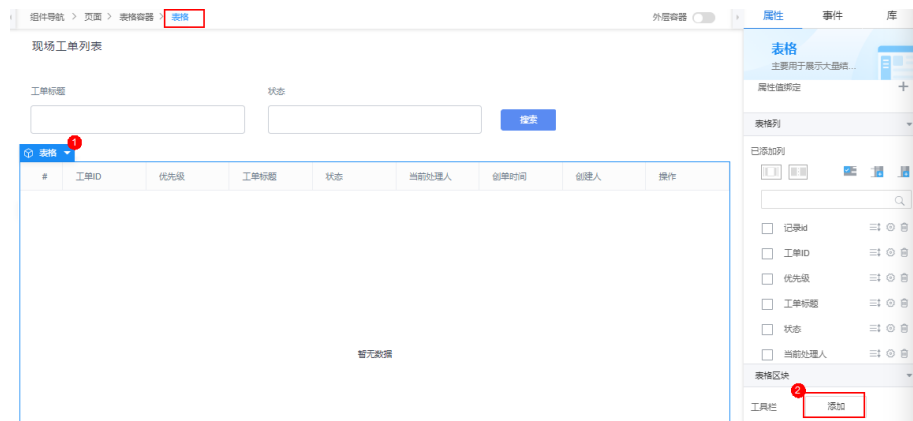 组件导航 > 页面 > 表格容器 > 表格
外层容器
属性 事件 库
现场工单列表
表格
主要用于展示大量结...
属性值绑定
工单标题 状态
搜索
表格列
1
表格
已添加列
# 工单ID 优先级 工单标题 状态 当前处理人 创单时间 创建人 操作
记录id
工单ID
优先级
工单标题
状态
暂无数据
当前处理人
表格区块
2
工具栏 添加